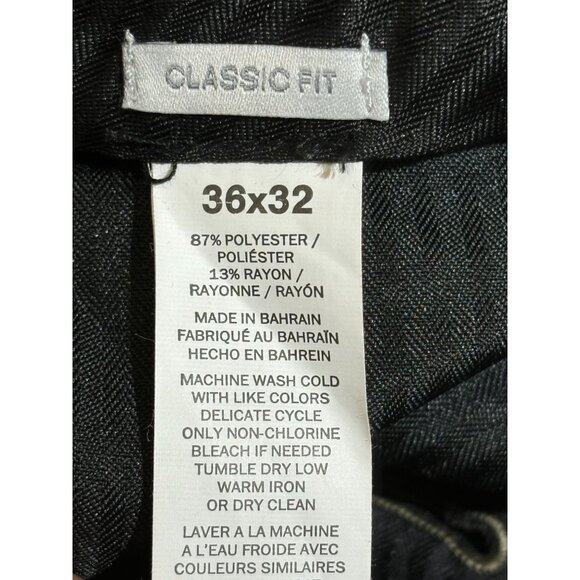 CLASSIC FIT
36x32
87% POLYESTER /
POLIÉSTER
13% RAYON /
RAYONNE / RAYÓN
MADE IN BAHRAIN
FABRIQUÉ AU BAHRAÏN
HECHO EN BAHREIN
MACHINE WASH COLD
WITH LIKE COLORS
DELICATE CYCLE
ONLY NON-CHLORINE
BLEACH IF NEEDED
TUMBLE DRY LOW
WARM IRON
OR DRY CLEAN
LAVER A LA MACHINE
A L'EAU FROIDE AVEC
COULEURS SIMILAIRES